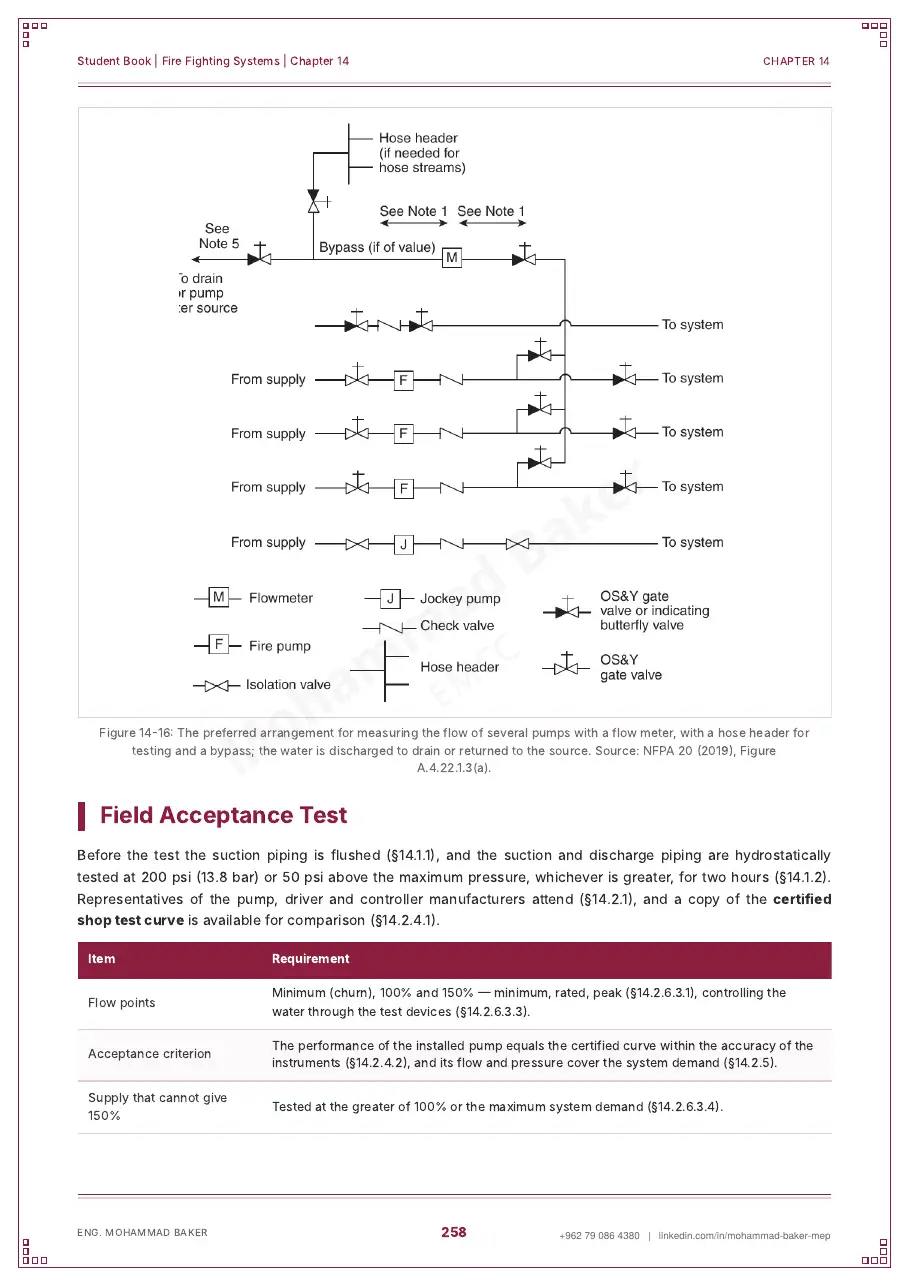 Student Book | Fire Fighting Systems | Chapter 14
CHAPTER 14
Hose header
(if needed for
hose streams)
See Note 1 See Note 1
See
Note 5
Bypass (if of value)
M
To drain
or pump
ter source
To system
From supply
F
To system
From supply
F
To system
From supply
F
To system
From supply
J
To system
M Flowmeter
J Jockey pump
OS&Y gate
valve or indicating
butterfly valve
Check valve
F Fire pump
Hose header
OS&Y
gate valve
Isolation valve
Mohammad Baker
EMCC
Figure 14-16: The preferred arrangement for measuring the flow of several pumps with a flow meter, with a hose header for
testing and a bypass; the water is discharged to drain or returned to the source. Source: NFPA 20 (2019), Figure
A.4.22.1.3(a).
Field Acceptance Test
Before the test the suction piping is flushed (§14.1.1), and the suction and discharge piping are hydrostatically
tested at 200 psi (13.8 bar) or 50 psi above the maximum pressure, whichever is greater, for two hours (§14.1.2).
Representatives of the pump, driver and controller manufacturers attend (§14.2.1), and a copy of the certified
shop test curve is available for comparison (§14.2.4.1).
Item
Requirement
Flow points
Minimum (churn), 100% and 150% — minimum, rated, peak (§14.2.6.3.1), controlling the
water through the test devices (§14.2.6.3.3).
Acceptance criterion
The performance of the installed pump equals the certified curve within the accuracy of the
instruments (§14.2.4.2), and its flow and pressure cover the system demand (§14.2.5).
Supply that cannot give
150%
Tested at the greater of 100% or the maximum system demand (§14.2.6.3.4).
ENG. MOHAMMAD BAKER
258
+962 79 086 4380 | linkedin.com/in/mohammad-baker-mep